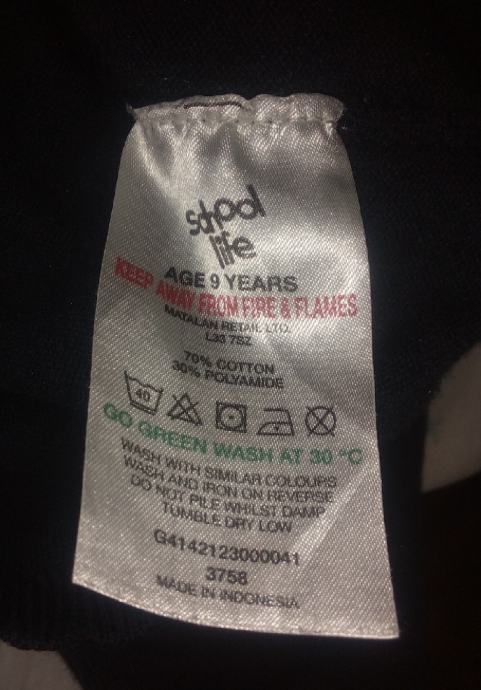 school
life
AGE 9 YEARS
KEEP AWAY FROM FIRE & FLAMES
MATALAN RETAIL LTD.
L33 7SZ
70% COTTON
30% POLYAMIDE
40
GO GREEN WASH AT 30 °C
WASH WITH SIMILAR COLOURS
WASH AND IRON ON REVERSE
DO NOT PILE WHILST DAMP
TUMBLE DRY LOW
G4142123000041
3758
MADE IN INDONESIA